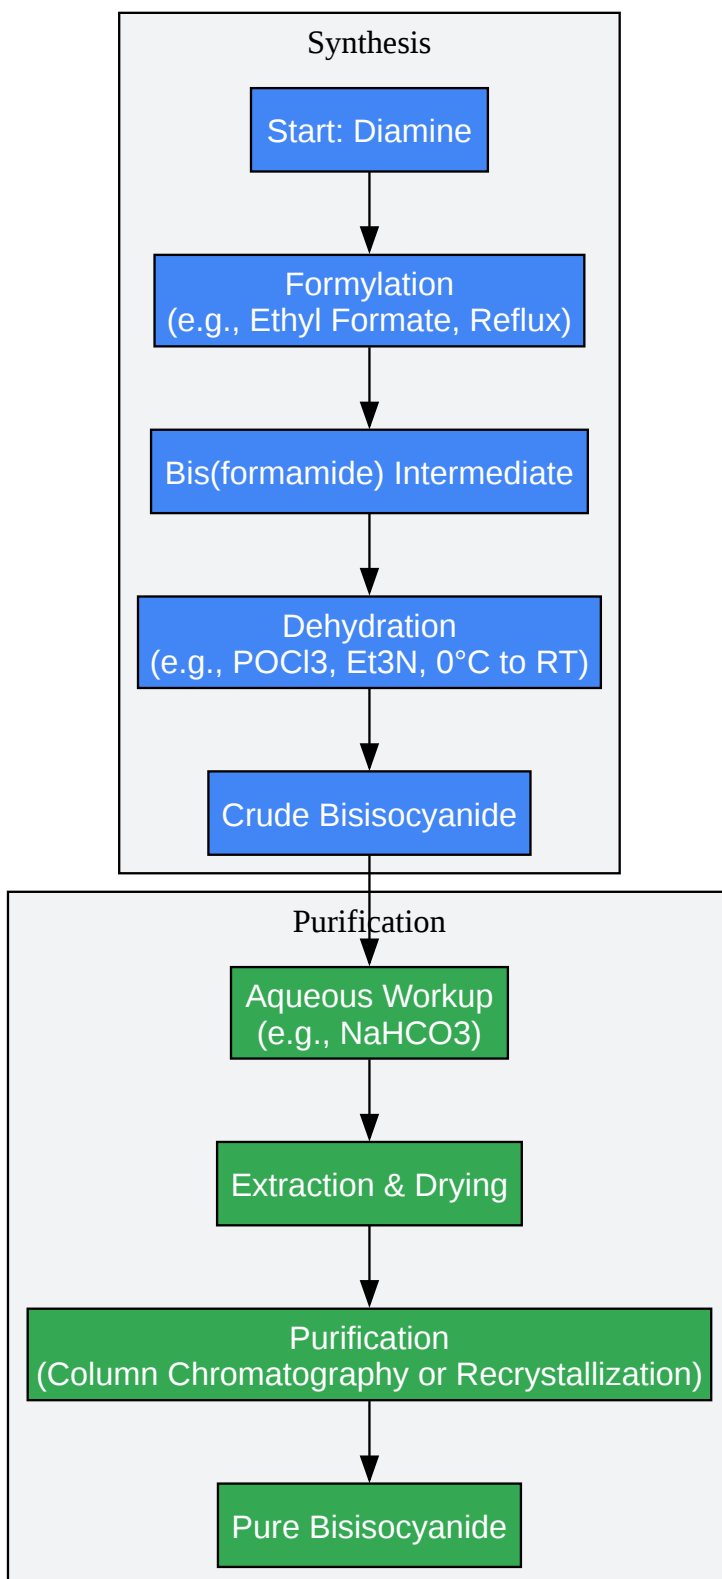 Synthesis
Start: Diamine
Formylation
(e.g., Ethyl Formate, Reflux)
Bis(formamide) Intermediate
Dehydration
(e.g., POCl3, Et3N, 0°C to RT)
Crude Bisisocyanide
Purification
Aqueous Workup
(e.g., NaHCO3)
Extraction & Drying
Purification
(Column Chromatography or Recrystallization)
Pure Bisisocyanide